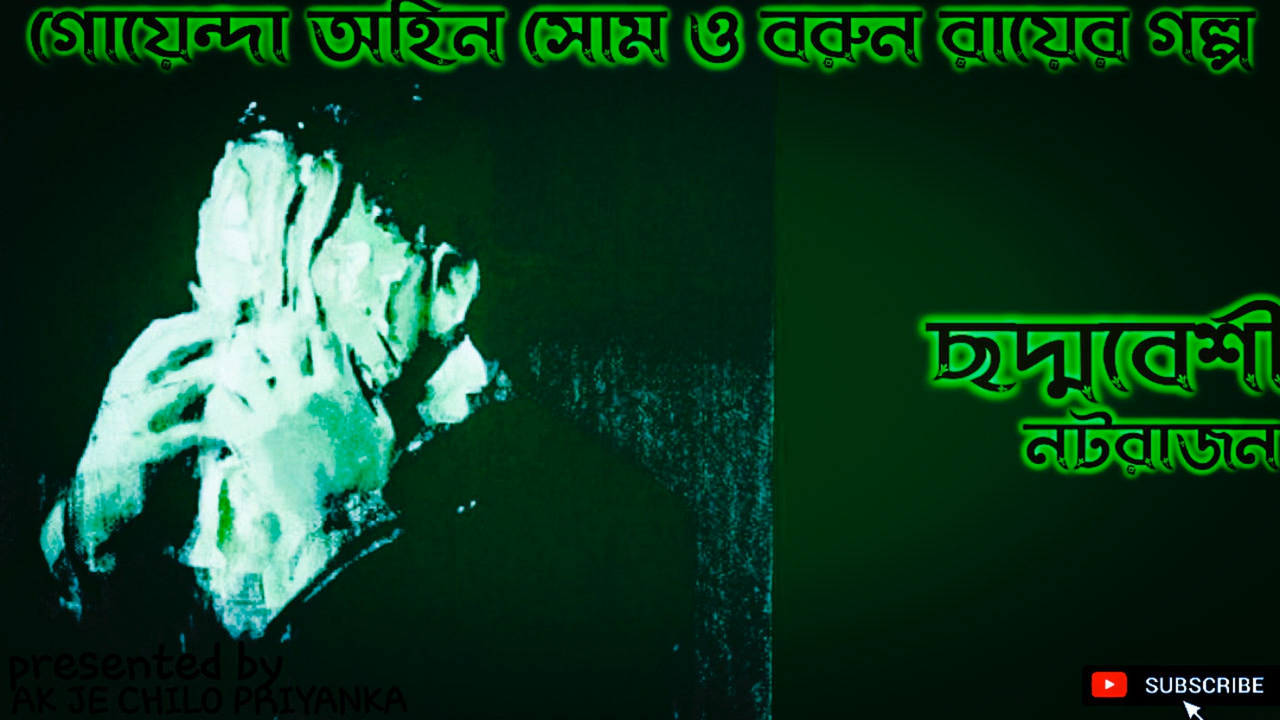 গোয়েন্দা অহিন সোম ও বরুন রায়ের গল্প
ছদ্মবেশী
নটরাজন
presented by
AK JE CHILO PRIYANKA
SUBSCRIBE